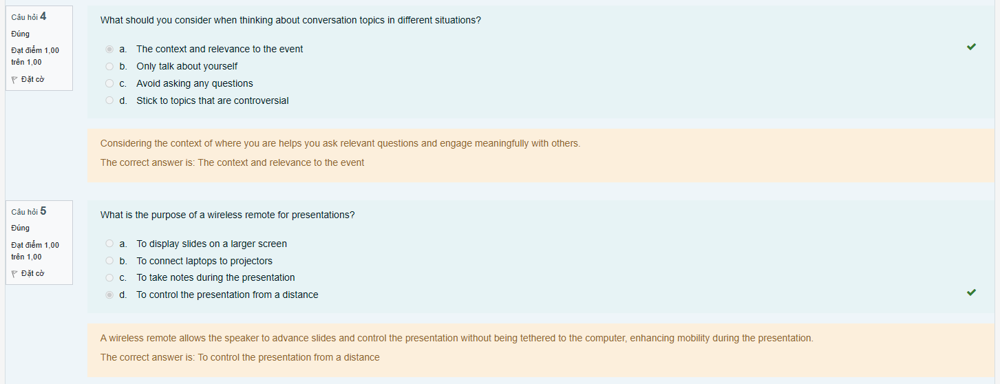 Câu hỏi 4
Đúng
Đạt điểm 1,00
trên 1,00
Đặt cờ
What should you consider when thinking about conversation topics in different situations?
a. The context and relevance to the event
b. Only talk about yourself
c. Avoid asking any questions
d. Stick to topics that are controversial
Considering the context of where you are helps you ask relevant questions and engage meaningfully with others.
The correct answer is: The context and relevance to the event
Câu hỏi 5
Đúng
Đạt điểm 1,00
trên 1,00
Đặt cờ
What is the purpose of a wireless remote for presentations?
a. To display slides on a larger screen
b. To connect laptops to projectors
c. To take notes during the presentation
d. To control the presentation from a distance
A wireless remote allows the speaker to advance slides and control the presentation without being tethered to the computer, enhancing mobility during the presentation.
The correct answer is: To control the presentation from a distance